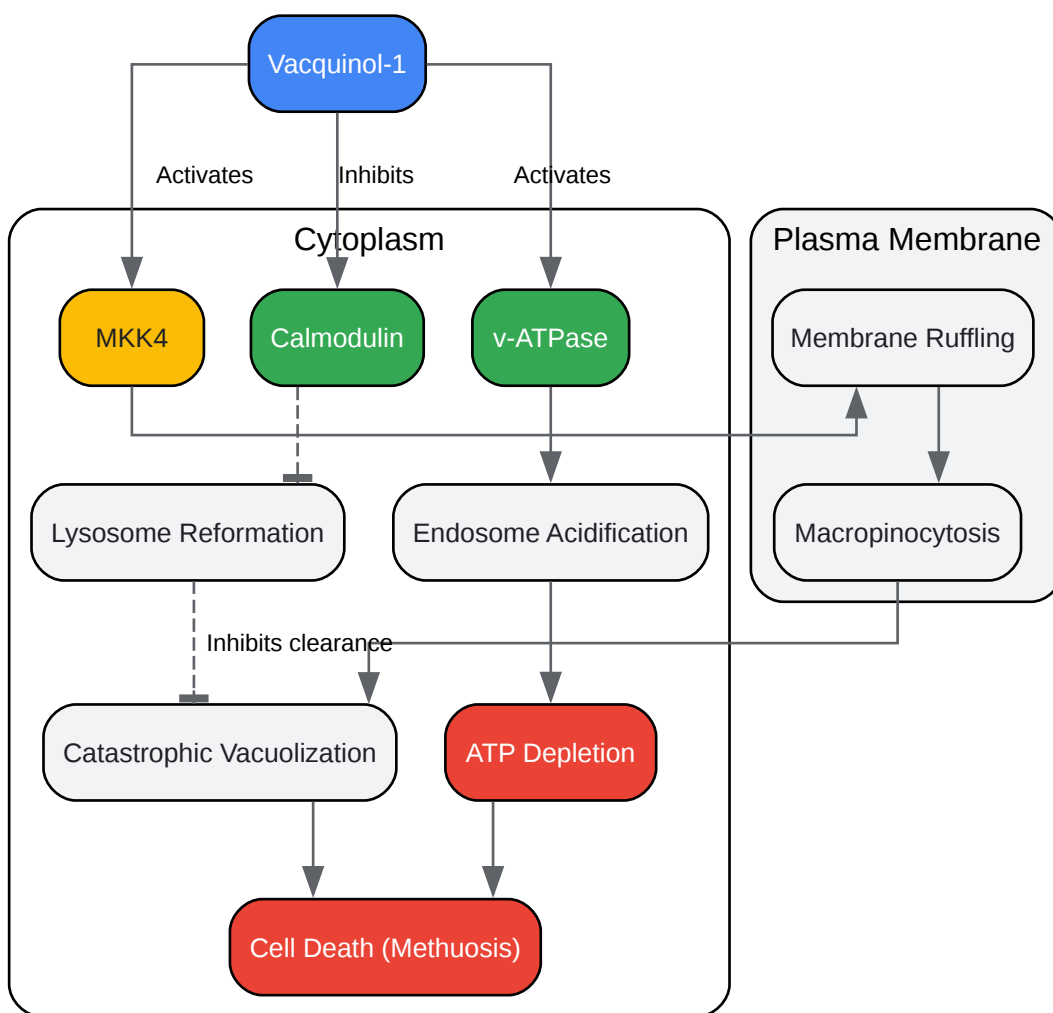 Vacquinol-1
Activates
Inhibits
Activates
Cytoplasm
Plasma Membrane
MKK4
Calmodulin
v-ATPase
Membrane Ruffling
Lysosome Reformation
Endosome Acidification
Macropinocytosis
Inhibits clearance
Catastrophic Vacuolization
ATP Depletion
Cell Death (Methuosis)